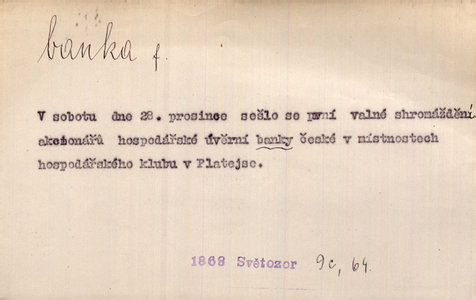 banka f.
V sobotu dne 28. prosince sešlo se první valné shromáždění
akcionářů hospodářské úvěrní banky české v místnostech
hospodářského klubu v Platejse.
1868 Světozor 9c, 64.